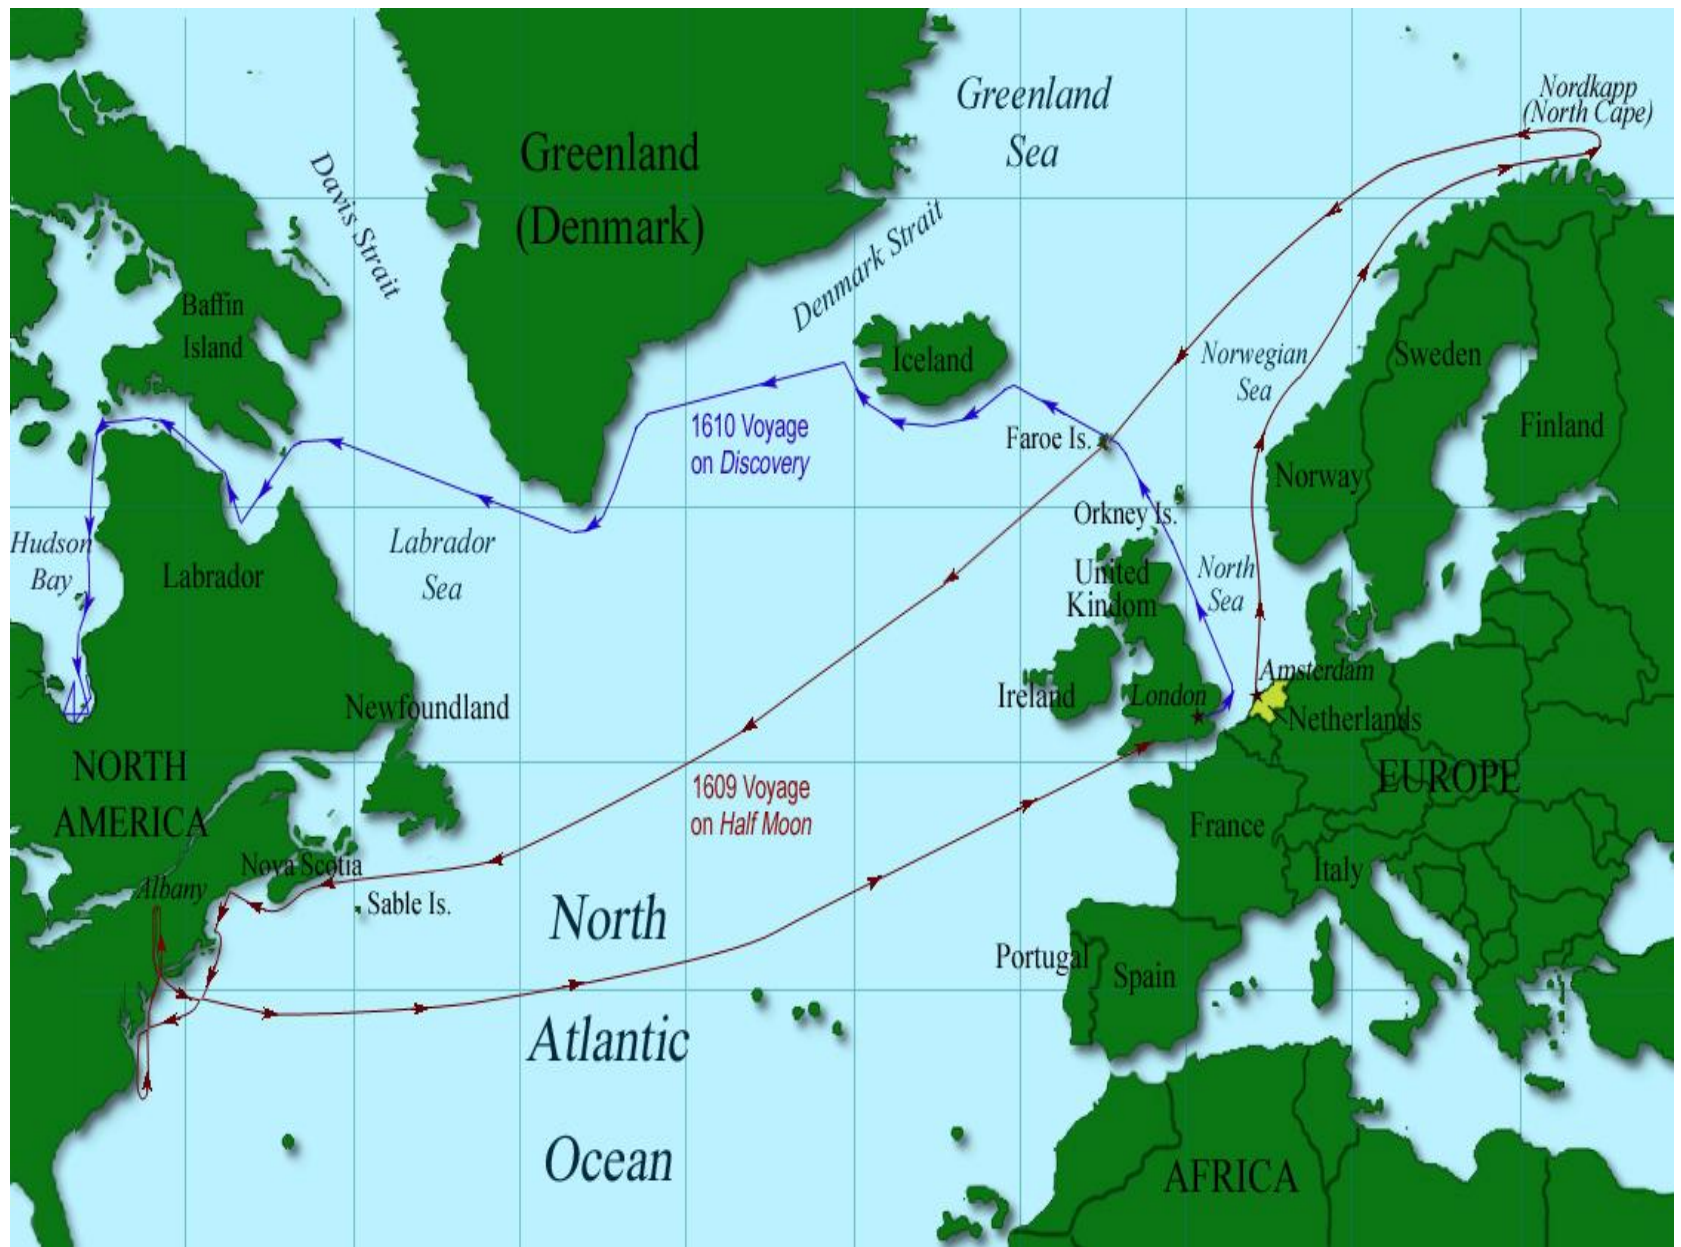 Greenland
Sea
Nordkapp
(North Cape)
Greenland
(Denmark)
Davis Strait
Denmark Strait
Baffin
Island
Iceland
Norwegian
Sea
Sweden
Finland
1610 Voyage
on Discovery
Faroe Is.
Norway
Orkney Is.
Hudson
Bay
Labrador
Labrador
Sea
United
Kindom
North
Sea
Amsterdam
Ireland
London
Netherlands
Newfoundland
NORTH
AMERICA
1609 Voyage
on Half Moon
EUROPE
France
Italy
Nova Scotia
Albany
Sable Is.
North
Atlantic
Ocean
Portugal
Spain
AFRICA